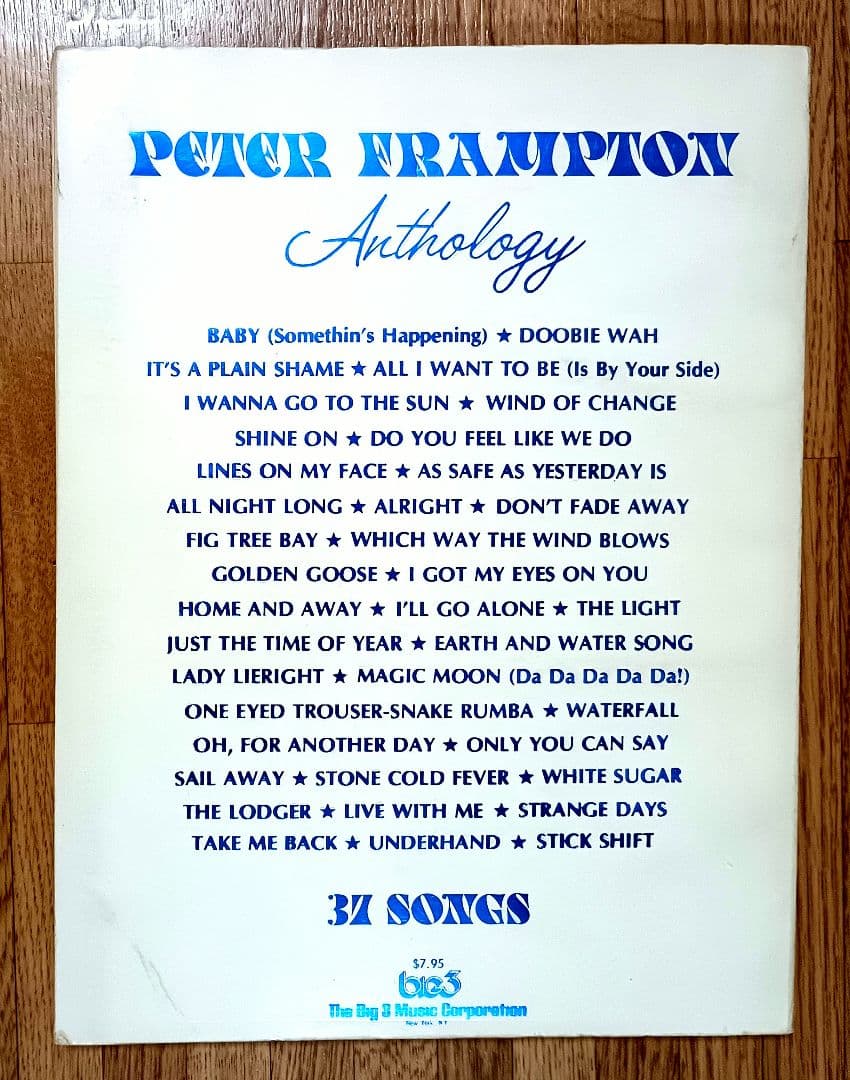 PETER FRAMPTON
Anthology
BABY (Somethin's Happening) ★ DOOBIE WAH
IT'S A PLAIN SHAME ★ ALL I WANT TO BE (Is By Your Side)
I WANNA GO TO THE SUN ★ WIND OF CHANGE
SHINE ON ★ DO YOU FEEL LIKE WE DO
LINES ON MY FACE ★ AS SAFE AS YESTERDAY IS
ALL NIGHT LONG ★ ALRIGHT ★ DON'T FADE AWAY
FIG TREE BAY ★ WHICH WAY THE WIND BLOWS
GOLDEN GOOSE ★ I GOT MY EYES ON YOU
HOME AND AWAY ★ I'LL GO ALONE ★ THE LIGHT
JUST THE TIME OF YEAR ★ EARTH AND WATER SONG
LADY LIERIGHT ★ MAGIC MOON (Da Da Da Da Da!)
ONE EYED TROUSER-SNAKE RUMBA ★ WATERFALL
OH, FOR ANOTHER DAY ★ ONLY YOU CAN SAY
SAIL AWAY ★ STONE COLD FEVER ★ WHITE SUGAR
THE LODGER ★ LIVE WITH ME ★ STRANGE DAYS
TAKE ME BACK ★ UNDERHAND ★ STICK SHIFT
37 SONGS
$7.95
big3
The Big 3 Music Corporation
New York, N.Y.